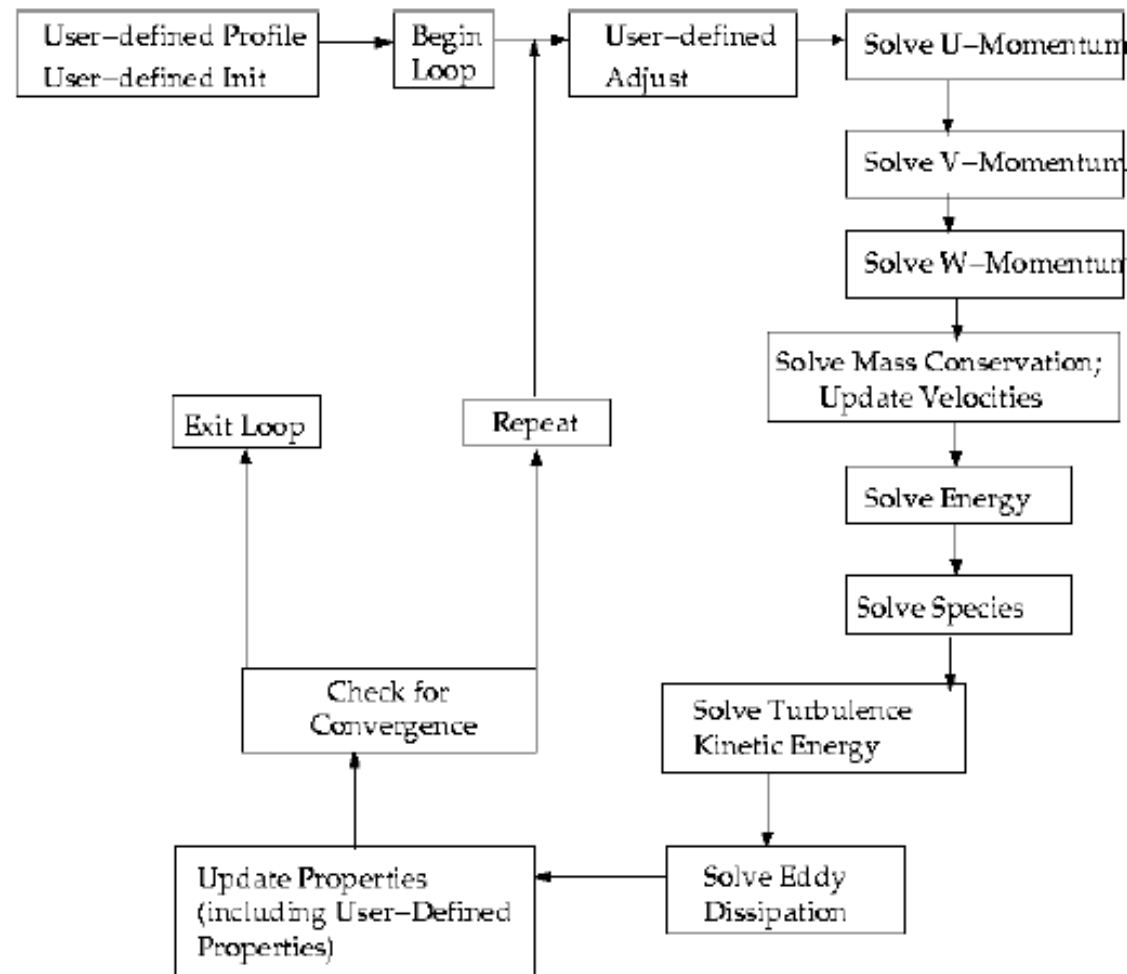 User–defined Profile
User–defined Init
Begin
Loop
User–defined
Adjust
Solve U–Momentum
Solve V–Momentum
Solve W–Momentum
Solve Mass Conservation;
Update Velocities
Solve Energy
Solve Species
Solve Turbulence
Kinetic Energy
Solve Eddy
Dissipation
Update Properties
(including User–Defined
Properties)
Check for
Convergence
Exit Loop
Repeat